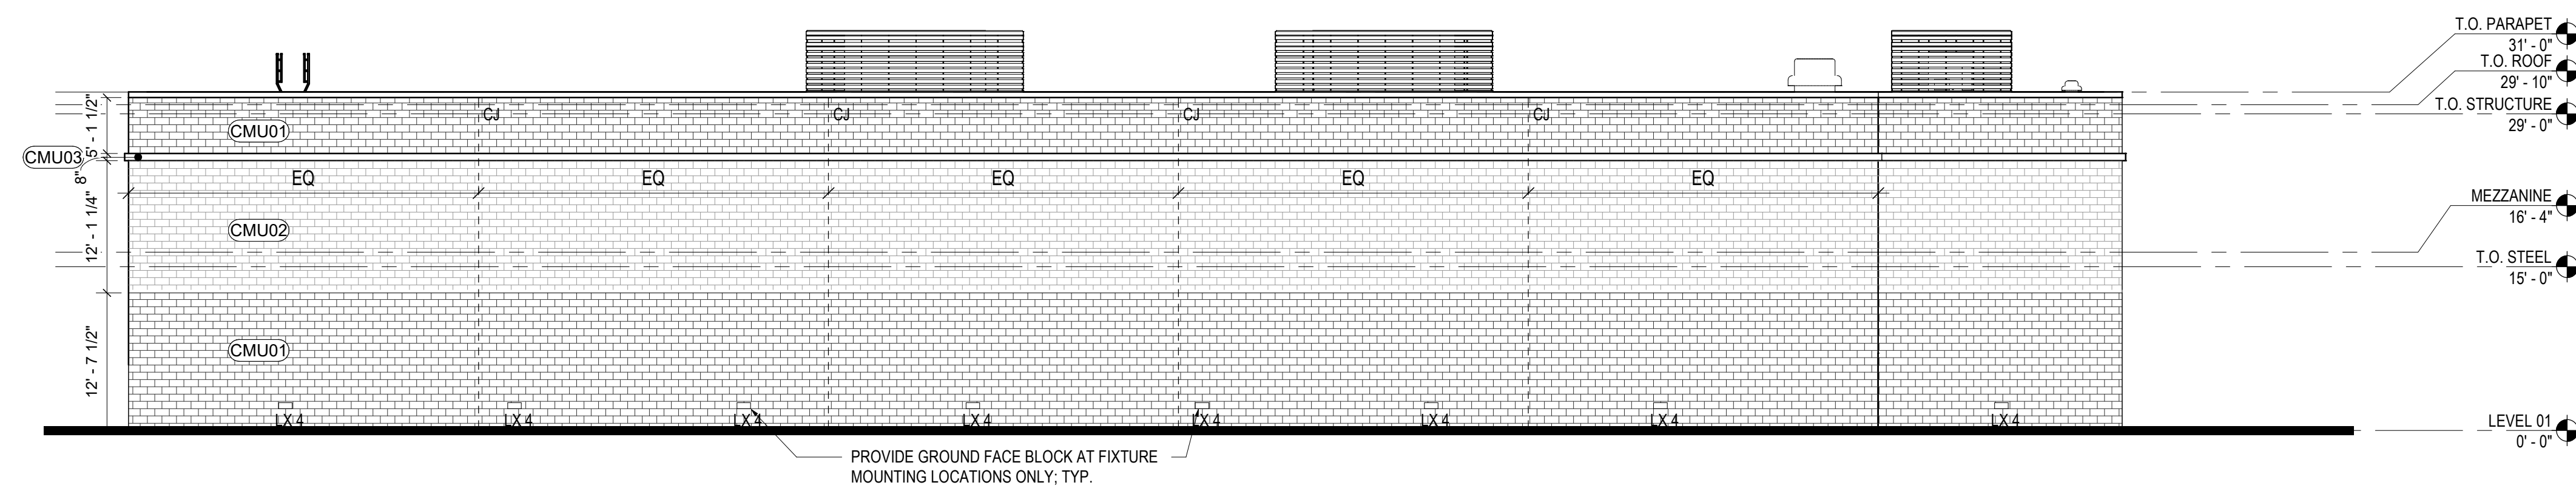 T.O. PARAPET
31' - 0"
T.O. ROOF
29' - 10"
T.O. STRUCTURE
29' - 0"
5' - 1 1/2"
CMU01
CJ
CJ
CJ
CJ
CMU03
8"
EQ
EQ
EQ
EQ
EQ
MEZZANINE
16' - 4"
12' - 1 1/4"
CMU02
T.O. STEEL
15' - 0"
12' - 7 1/2"
CMU01
LX 4
LX 4
LX 4
LX 4
LX 4
LX 4
LX 4
LX 4
LEVEL 01
0' - 0"
PROVIDE GROUND FACE BLOCK AT FIXTURE
MOUNTING LOCATIONS ONLY; TYP.